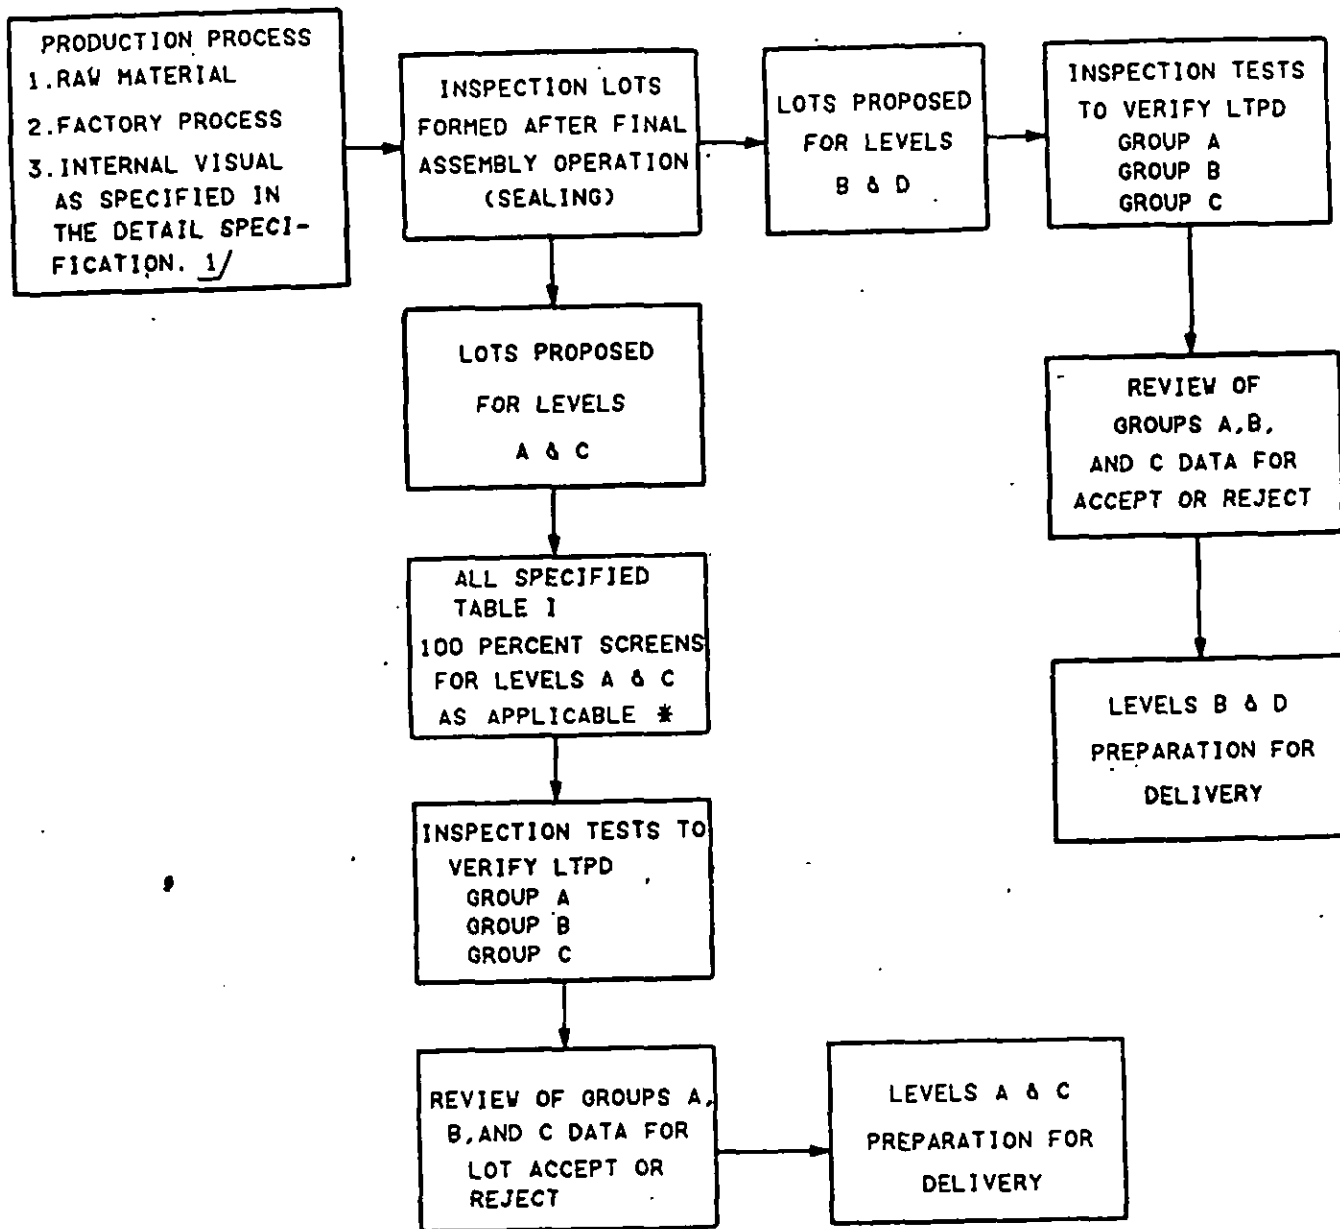 PRODUCTION PROCESS
1.RAW MATERIAL
2.FACTORY PROCESS
3.INTERNAL VISUAL
AS SPECIFIED IN
THE DETAIL SPECI-
FICATION. 1/
INSPECTION LOTS
FORMED AFTER FINAL
ASSEMBLY OPERATION
(SEALING)
LOTS PROPOSED
FOR LEVELS
B & D
INSPECTION TESTS
TO VERIFY LTPD
GROUP A
GROUP B
GROUP C
REVIEW OF
GROUPS A,B,
AND C DATA FOR
ACCEPT OR REJECT
LEVELS B & D
PREPARATION FOR
DELIVERY
LOTS PROPOSED
FOR LEVELS
A & C
ALL SPECIFIED
TABLE I
100 PERCENT SCREENS
FOR LEVELS A & C
AS APPLICABLE *
INSPECTION TESTS TO
VERIFY LTPD
GROUP A
GROUP B
GROUP C
REVIEW OF GROUPS A,
B,AND C DATA FOR
LOT ACCEPT OR
REJECT
LEVELS A & C
PREPARATION FOR
DELIVERY